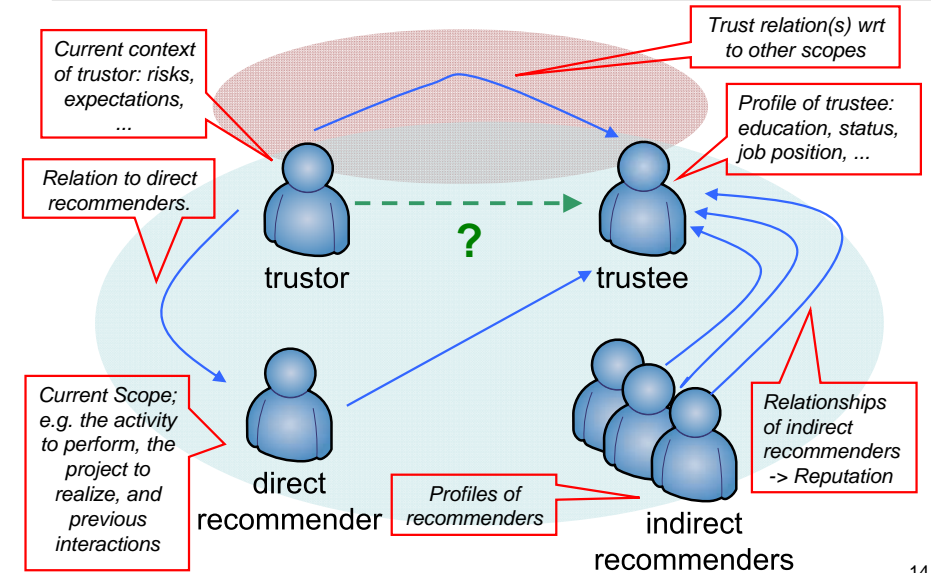 Current context
of trustor: risks,
expectations,
...
Trust relation(s) wrt
to other scopes
Profile of trustee:
education, status,
job position, ...
Relation to direct
recommenders.
?
trustor
trustee
Current Scope;
e.g. the activity
to perform, the
project to
realize, and
previous
interactions
direct
recommender
Profiles of
recommenders
indirect
recommenders
Relationships
of indirect
recommenders
-> Reputation
14